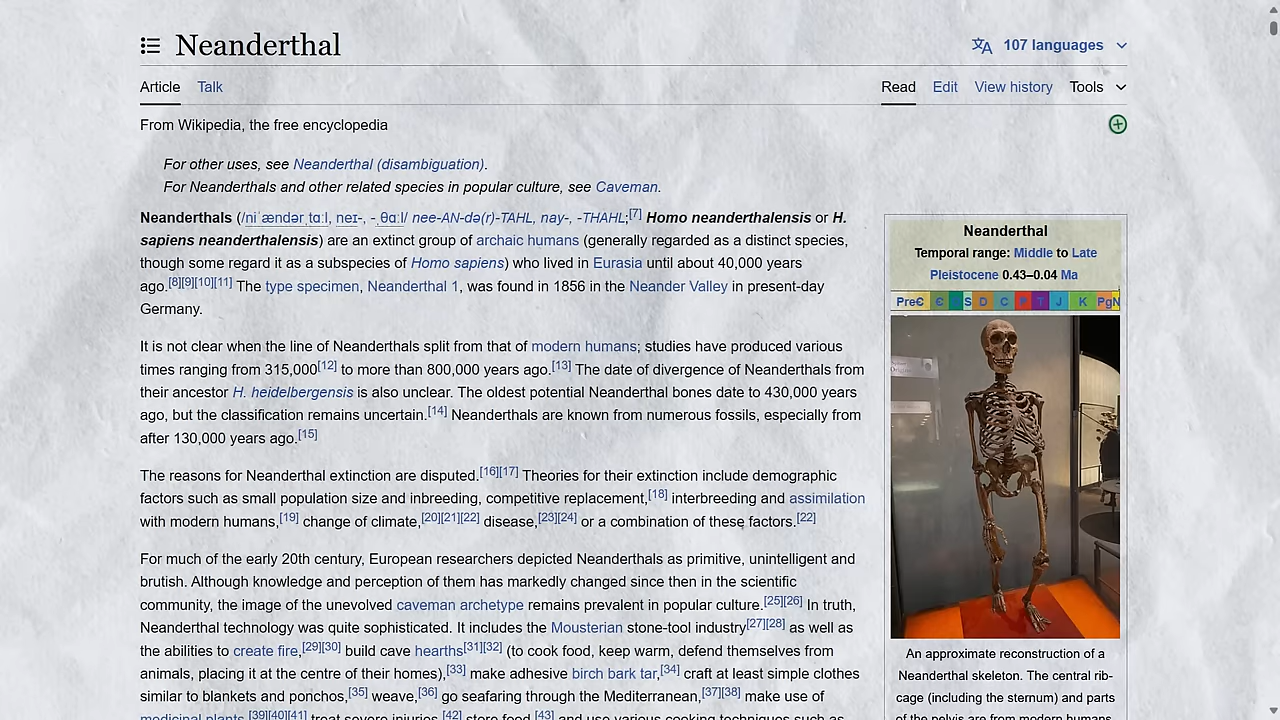 Neanderthal
107 languages
Article Talk
Read Edit View history Tools
From Wikipedia, the free encyclopedia
For other uses, see Neanderthal (disambiguation).
For Neanderthals and other related species in popular culture, see Caveman.
Neanderthals (/niˈændərˌtɑːl, neɪ-, -ˌθɑːl/ nee-AN-də(r)-TAHL, nay-, -THAHL;[7] Homo neanderthalensis or H.
sapiens neanderthalensis) are an extinct group of archaic humans (generally regarded as a distinct species,
though some regard it as a subspecies of Homo sapiens) who lived in Eurasia until about 40,000 years
ago.[8][9][10][11] The type specimen, Neanderthal 1, was found in 1856 in the Neander Valley in present-day
Germany.
It is not clear when the line of Neanderthals split from that of modern humans; studies have produced various
times ranging from 315,000[12] to more than 800,000 years ago.[13] The date of divergence of Neanderthals from
their ancestor H. heidelbergensis is also unclear. The oldest potential Neanderthal bones date to 430,000 years
ago, but the classification remains uncertain.[14] Neanderthals are known from numerous fossils, especially from
after 130,000 years ago.[15]
The reasons for Neanderthal extinction are disputed.[16][17] Theories for their extinction include demographic
factors such as small population size and inbreeding, competitive replacement,[18] interbreeding and assimilation
with modern humans,[19] change of climate,[20][21][22] disease,[23][24] or a combination of these factors.[22]
For much of the early 20th century, European researchers depicted Neanderthals as primitive, unintelligent and
brutish. Although knowledge and perception of them has markedly changed since then in the scientific
community, the image of the unevolved caveman archetype remains prevalent in popular culture.[25][26] In truth,
Neanderthal technology was quite sophisticated. It includes the Mousterian stone-tool industry[27][28] as well as
the abilities to create fire,[29][30] build cave hearths[31][32] (to cook food, keep warm, defend themselves from
animals, placing it at the centre of their homes),[33] make adhesive birch bark tar,[34] craft at least simple clothes
similar to blankets and ponchos,[35] weave,[36] go seafaring through the Mediterranean,[37][38] make use of
medicinal plants,[39][40][41] treat severe injuries,[42] store food,[43] and use various cooking techniques such as
Neanderthal
Temporal range: Middle to Late
Pleistocene 0.43–0.04 Ma
PreꞒ Ꞓ O S D C P T J K Pg N
An approximate reconstruction of a
Neanderthal skeleton. The central rib-
cage (including the sternum) and parts
of the pelvis are from modern humans.